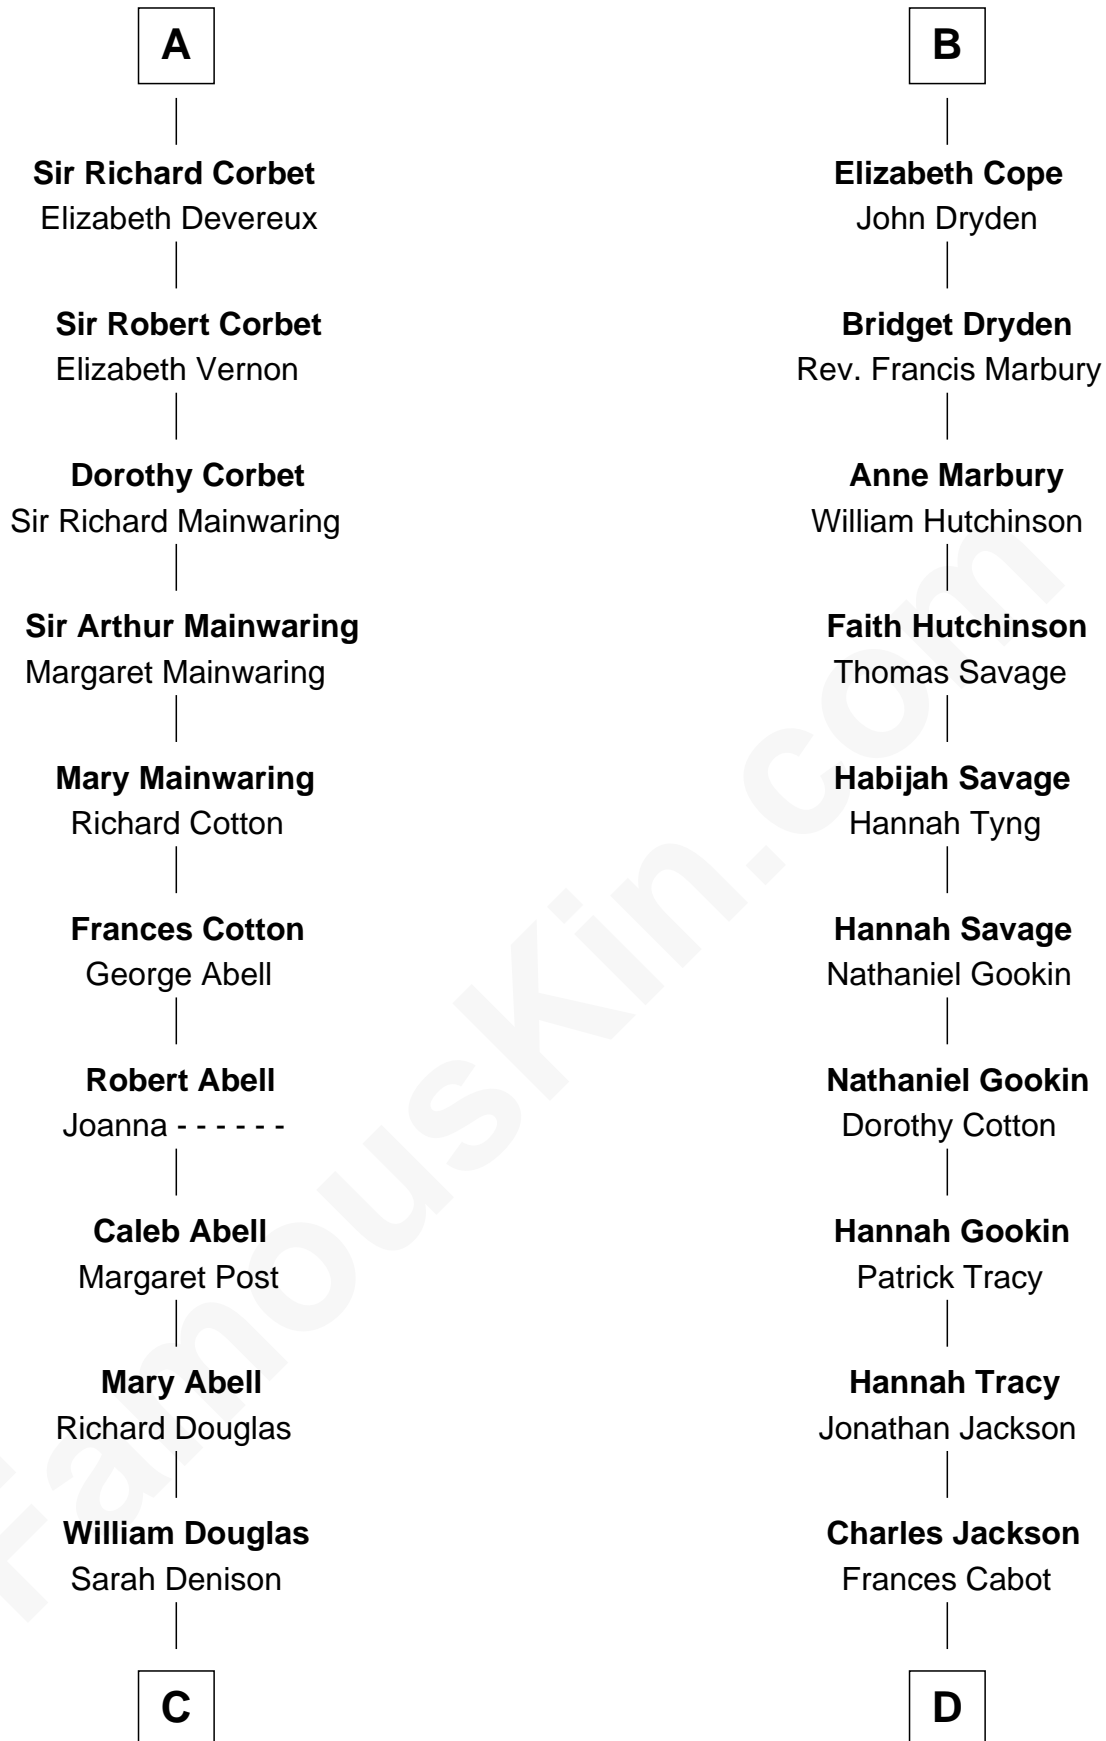 A
Sir Richard Corbet
Elizabeth Devereux
Sir Robert Corbet
Elizabeth Vernon
Dorothy Corbet
Sir Richard Mainwaring
Sir Arthur Mainwaring
Margaret Mainwaring
Mary Mainwaring
Richard Cotton
Frances Cotton
George Abell
Robert Abell
Joanna - - - - - -
Caleb Abell
Margaret Post
Mary Abell
Richard Douglas
William Douglas
Sarah Denison
C
B
Elizabeth Cope
John Dryden
Bridget Dryden
Rev. Francis Marbury
Anne Marbury
William Hutchinson
Faith Hutchinson
Thomas Savage
Habijah Savage
Hannah Tyng
Hannah Savage
Nathaniel Gookin
Nathaniel Gookin
Dorothy Cotton
Hannah Gookin
Patrick Tracy
Hannah Tracy
Jonathan Jackson
Charles Jackson
Frances Cabot
D
FamousKin.com